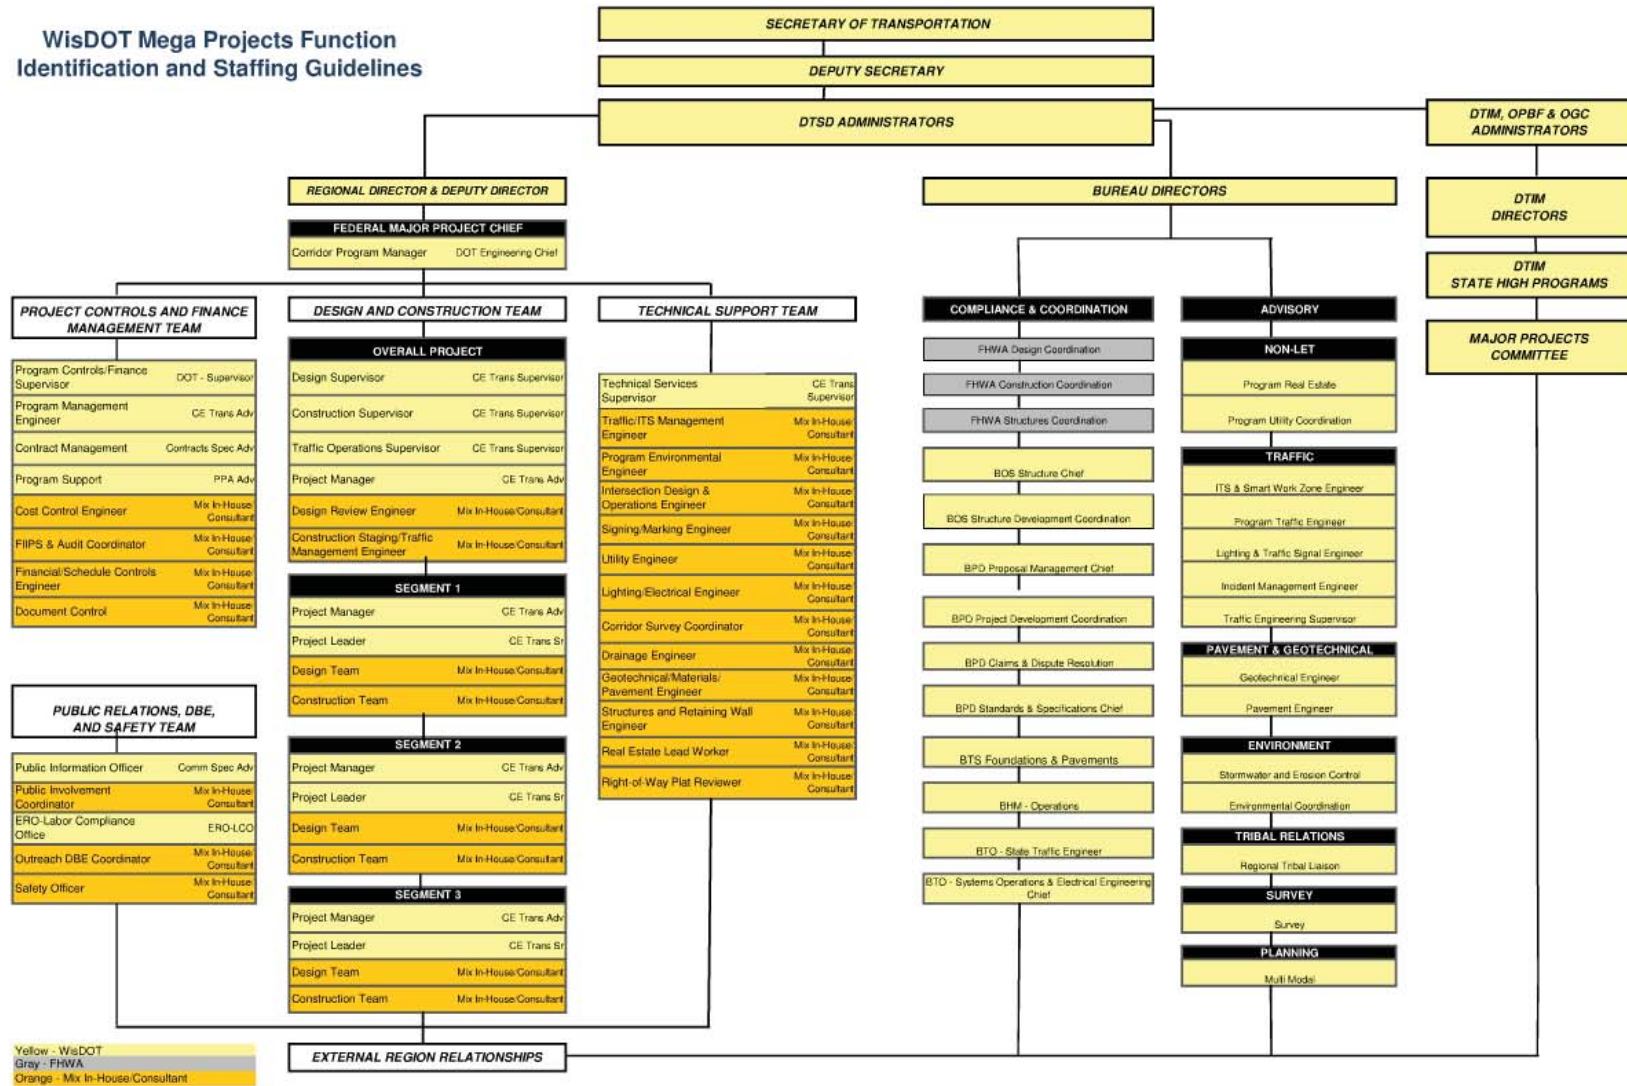 WisDOT Mega Projects Function
Identification and Staffing Guidelines
SECRETARY OF TRANSPORTATION
DEPUTY SECRETARY
DTSD ADMINISTRATORS
DTIM, OPBF & OGC
ADMINISTRATORS
REGIONAL DIRECTOR & DEPUTY DIRECTOR
BUREAU DIRECTORS
DTIM
DIRECTORS
DTIM
STATE HIGH PROGRAMS
MAJOR PROJECTS
COMMITTEE
FEDERAL MAJOR PROJECT CHIEF
Corridor Program Manager DOT Engineering Chief
PROJECT CONTROLS AND FINANCE
MANAGEMENT TEAM
Program Controls/Finance
Supervisor
DOT - Supervisor
Program Management
Engineer
CE Trans Adv
Contract Management Contracts Spec Adv
Program Support PPA Adv
Cost Control Engineer
Mix In-House/
Consultant
FIIPS & Audit Coordinator
Mix In-House/
Consultant
Financial/Schedule Controls
Engineer
Mix In-House/
Consultant
Document Control
Mix In-House/
Consultant
PUBLIC RELATIONS, DBE,
AND SAFETY TEAM
Public Information Officer Comm Spec Adv
Public Involvement
Coordinator
Mix In-House/
Consultant
ERO-Labor Compliance
Office
ERO-LCO
Outreach DBE Coordinator
Mix In-House/
Consultant
Safety Officer
Mix In-House/
Consultant
DESIGN AND CONSTRUCTION TEAM
OVERALL PROJECT
Design Supervisor CE Trans Supervisor
Construction Supervisor CE Trans Supervisor
Traffic Operations Supervisor CE Trans Supervisor
Project Manager CE Trans Adv
Design Review Engineer Mix In-House/Consultant
Construction Staging/Traffic
Management Engineer
Mix In-House/Consultant
SEGMENT 1
Project Manager CE Trans Adv
Project Leader CE Trans Sr
Design Team Mix In-House/Consultant
Construction Team Mix In-House/Consultant
SEGMENT 2
Project Manager CE Trans Adv
Project Leader CE Trans Sr
Design Team Mix In-House/Consultant
Construction Team Mix In-House/Consultant
SEGMENT 3
Project Manager CE Trans Adv
Project Leader CE Trans Sr
Design Team Mix In-House/Consultant
Construction Team Mix In-House/Consultant
TECHNICAL SUPPORT TEAM
Technical Services
Supervisor
CE Trans
Supervisor
Traffic/ITS Management
Engineer
Mix In-House/
Consultant
Program Environmental
Engineer
Mix In-House/
Consultant
Intersection Design &
Operations Engineer
Mix In-House/
Consultant
Signing/Marking Engineer
Mix In-House/
Consultant
Utility Engineer
Mix In-House/
Consultant
Lighting/Electrical Engineer
Mix In-House/
Consultant
Corridor Survey Coordinator
Mix In-House/
Consultant
Drainage Engineer
Mix In-House/
Consultant
Geotechnical/Materials/
Pavement Engineer
Mix In-House/
Consultant
Structures and Retaining Wall
Engineer
Mix In-House/
Consultant
Real Estate Lead Worker
Mix In-House/
Consultant
Right-of-Way Plat Reviewer
Mix In-House/
Consultant
COMPLIANCE & COORDINATION
FHWA Design Coordination
FHWA Construction Coordination
FHWA Structures Coordination
BOS Structure Chief
BOS Structure Development Coordination
BPD Proposal Management Chief
BPD Project Development Coordination
BPD Claims & Dispute Resolution
BPD Standards & Specifications Chief
BTS Foundations & Pavements
BHM - Operations
BTO - State Traffic Engineer
BTO - Systems Operations & Electrical Engineering
Chief
ADVISORY
NON-LET
Program Real Estate
Program Utility Coordination
TRAFFIC
ITS & Smart Work Zone Engineer
Program Traffic Engineer
Lighting & Traffic Signal Engineer
Incident Management Engineer
Traffic Engineering Supervisor
PAVEMENT & GEOTECHNICAL
Geotechnical Engineer
Pavement Engineer
ENVIRONMENT
Stormwater and Erosion Control
Environmental Coordination
TRIBAL RELATIONS
Regional Tribal Liaison
SURVEY
Survey
PLANNING
Multi Modal
EXTERNAL REGION RELATIONSHIPS
Yellow - WisDOT
Gray - FHWA
Orange - Mix In-House/Consultant